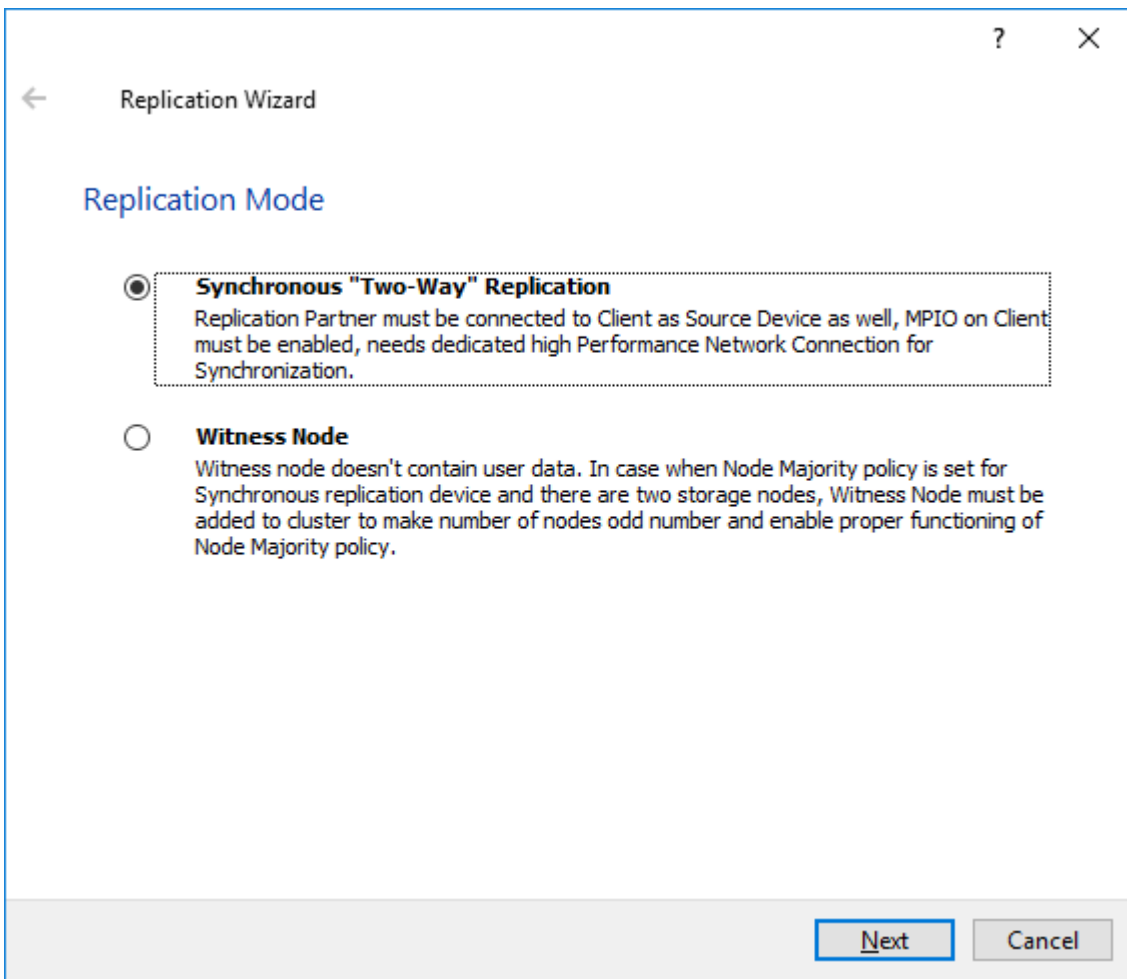 ?
Replication Wizard
Replication Mode
Synchronous "Two-Way" Replication
Replication Partner must be connected to Client as Source Device as well, MPIO on Client
must be enabled, needs dedicated high Performance Network Connection for
Synchronization.
Witness Node
Witness node doesn't contain user data. In case when Node Majority policy is set for
Synchronous replication device and there are two storage nodes, Witness Node must be
added to cluster to make number of nodes odd number and enable proper functioning of
Node Majority policy.
Next Cancel